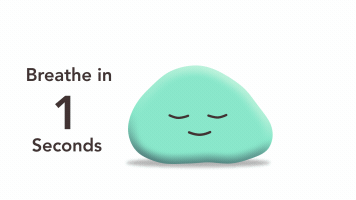 Breathe in
1
Seconds